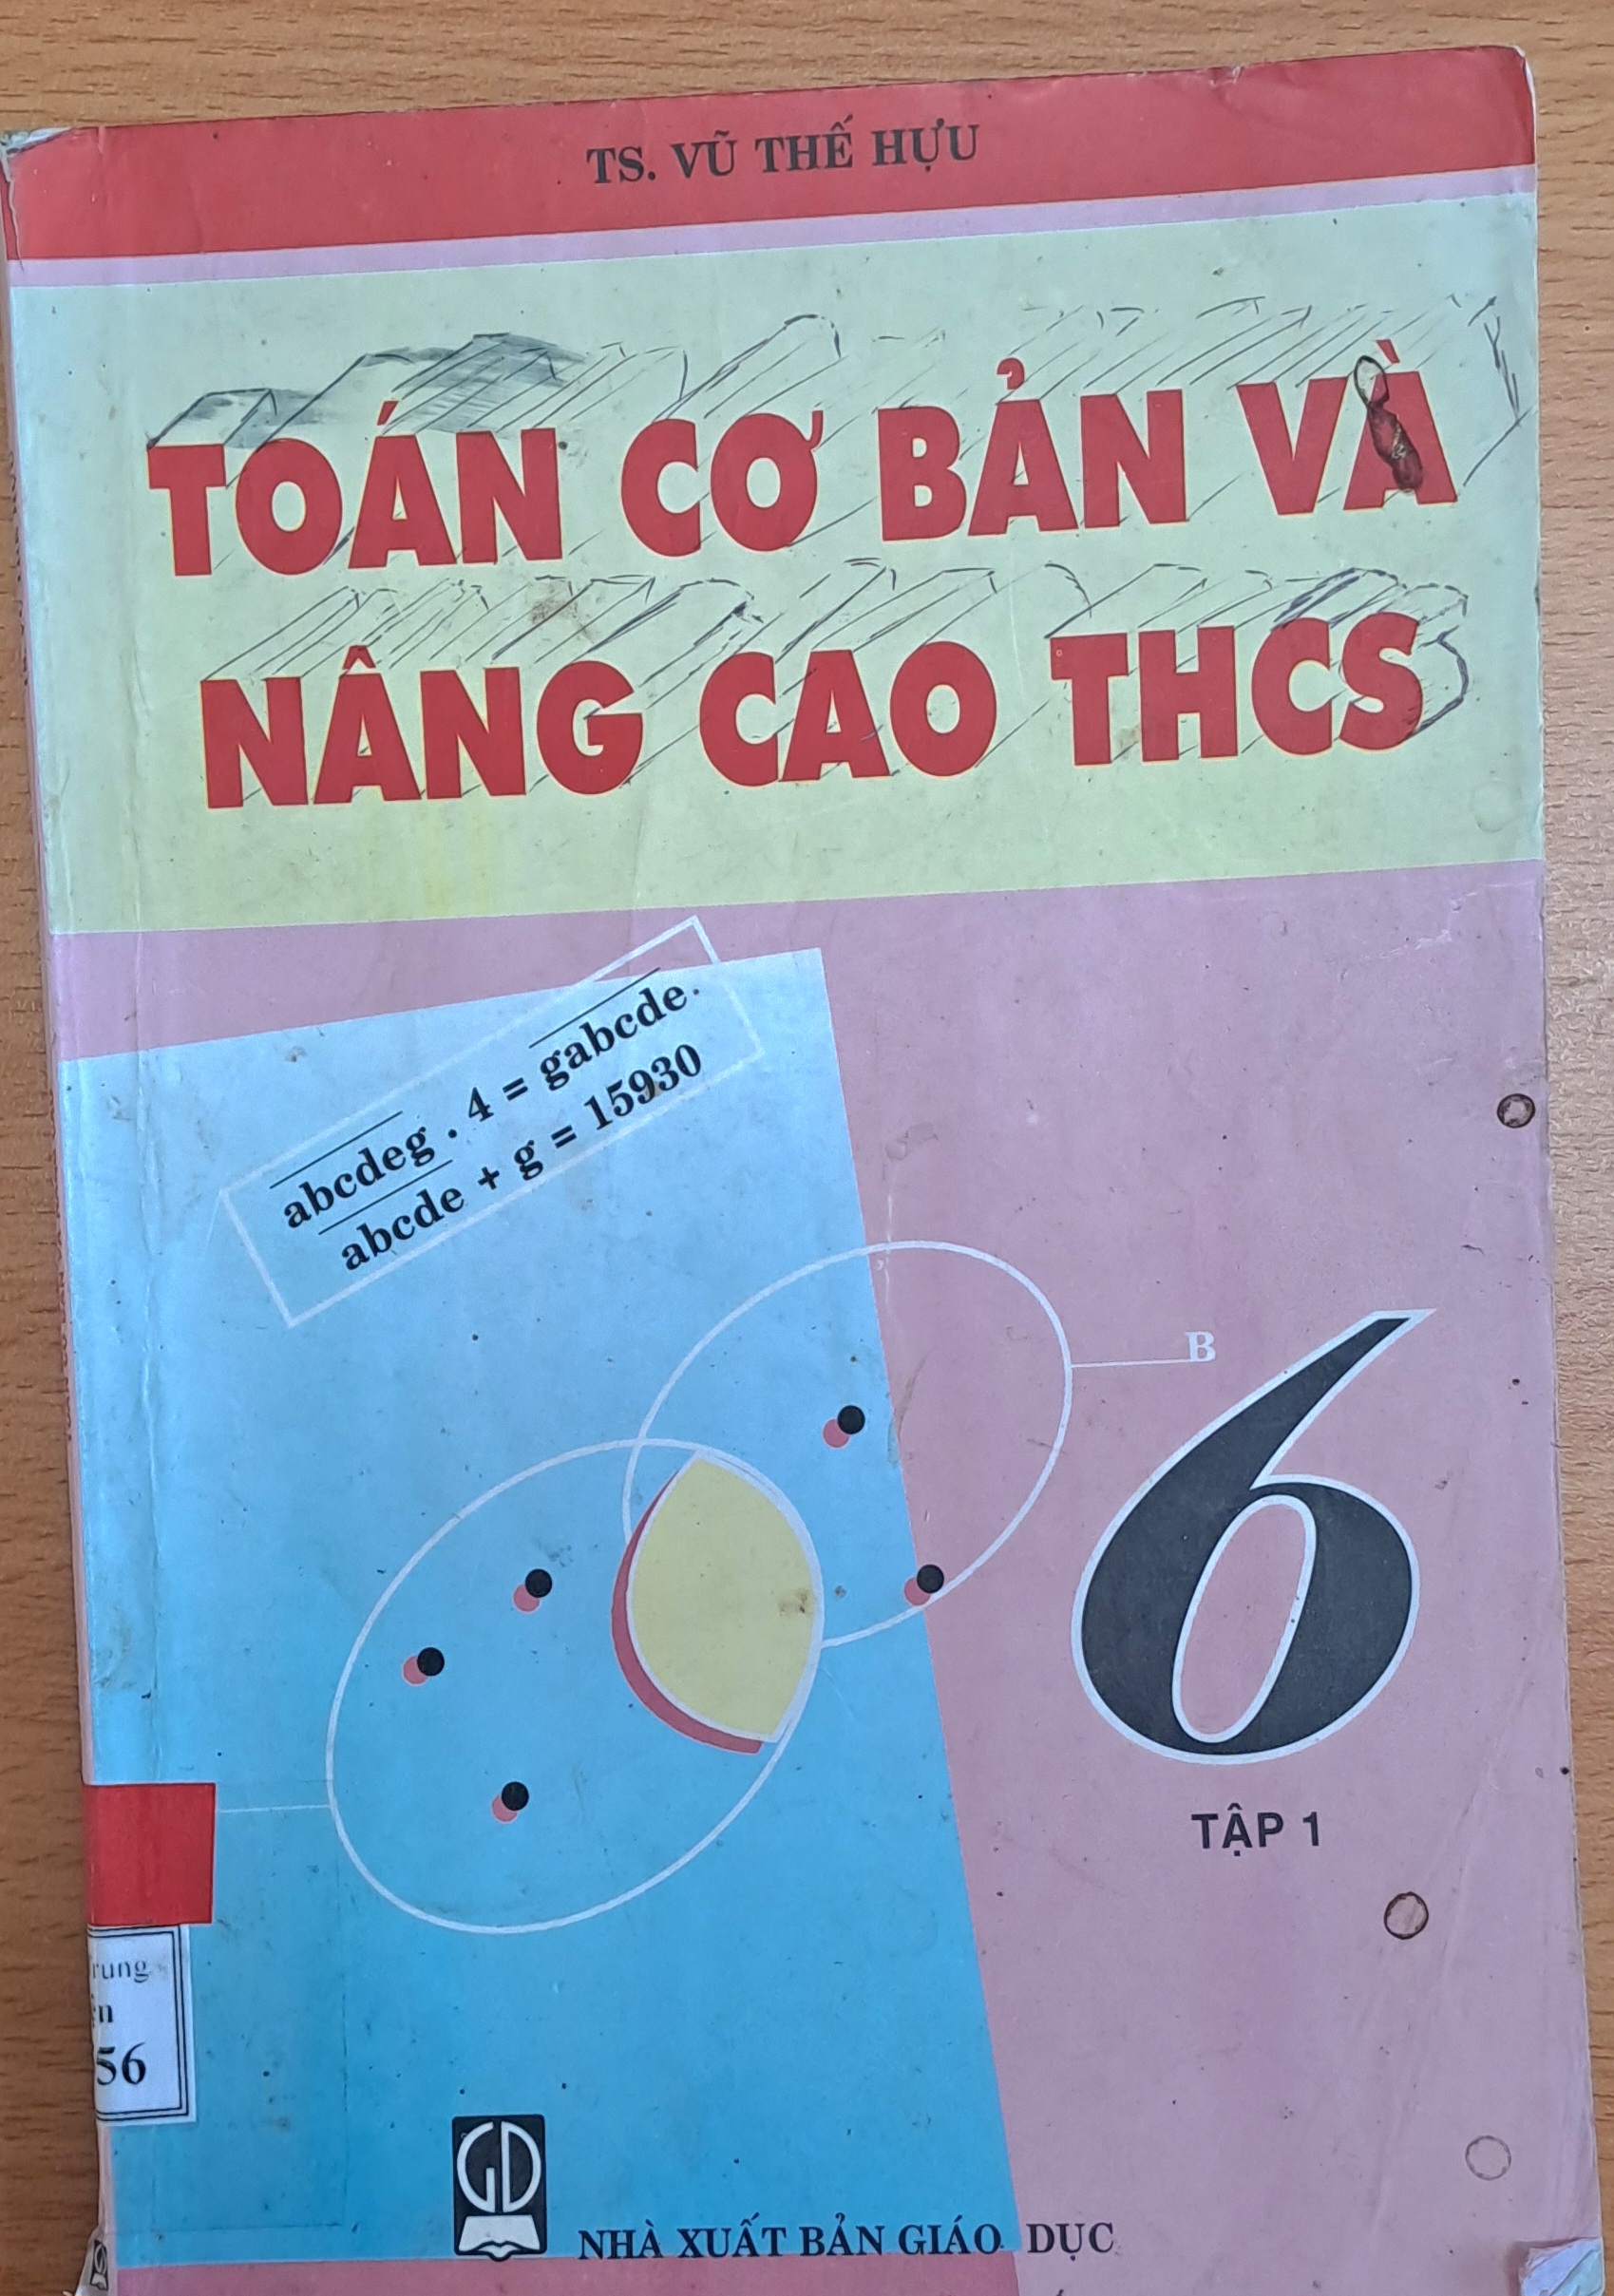 TS. VŨ THẾ HỰU
TOÁN CƠ BẢN VÀ
NÂNG CAO THCS
abcdeg . 4 = gabcde.
abcde + g = 15930
B
6
TẬP 1
56
GD
NHÀ XUẤT BẢN GIÁO DỤC